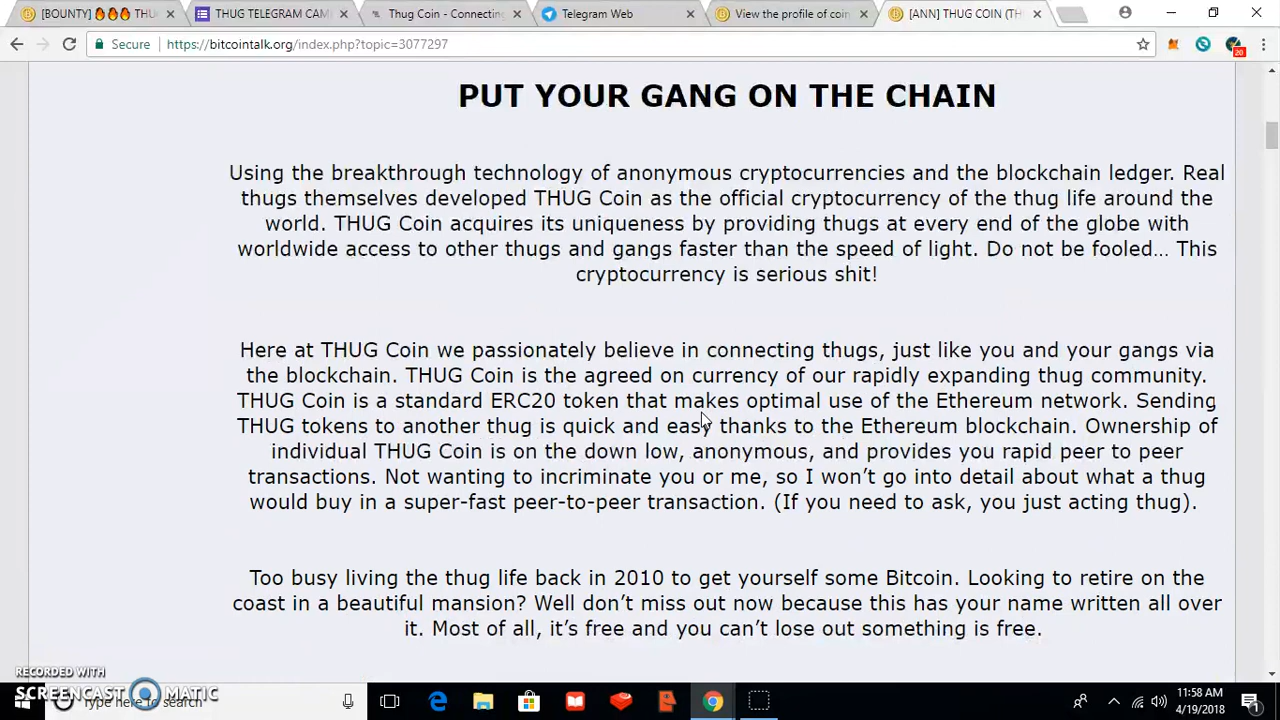 [BOUNTY] 🔥🔥🔥 THU
THUG TELEGRAM CAM
Thug Coin - Connectin
Telegram Web
View the profile of coin
[ANN] THUG COIN (TH
Secure
https://bitcointalk.org/index.php?topic=3077297
20
PUT YOUR GANG ON THE CHAIN
Using the breakthrough technology of anonymous cryptocurrencies and the blockchain ledger. Real
thugs themselves developed THUG Coin as the official cryptocurrency of the thug life around the
world. THUG Coin acquires its uniqueness by providing thugs at every end of the globe with
worldwide access to other thugs and gangs faster than the speed of light. Do not be fooled... This
cryptocurrency is serious shit!
Here at THUG Coin we passionately believe in connecting thugs, just like you and your gangs via
the blockchain. THUG Coin is the agreed on currency of our rapidly expanding thug community.
THUG Coin is a standard ERC20 token that makes optimal use of the Ethereum network. Sending
THUG tokens to another thug is quick and easy thanks to the Ethereum blockchain. Ownership of
individual THUG Coin is on the down low, anonymous, and provides you rapid peer to peer
transactions. Not wanting to incriminate you or me, so I won't go into detail about what a thug
would buy in a super-fast peer-to-peer transaction. (If you need to ask, you just acting thug).
Too busy living the thug life back in 2010 to get yourself some Bitcoin. Looking to retire on the
coast in a beautiful mansion? Well don't miss out now because this has your name written all over
it. Most of all, it's free and you can't lose out something is free.
RECORDED WITH
SCREENCAST MATIC
Type here to search
11:58 AM
4/19/2018
1